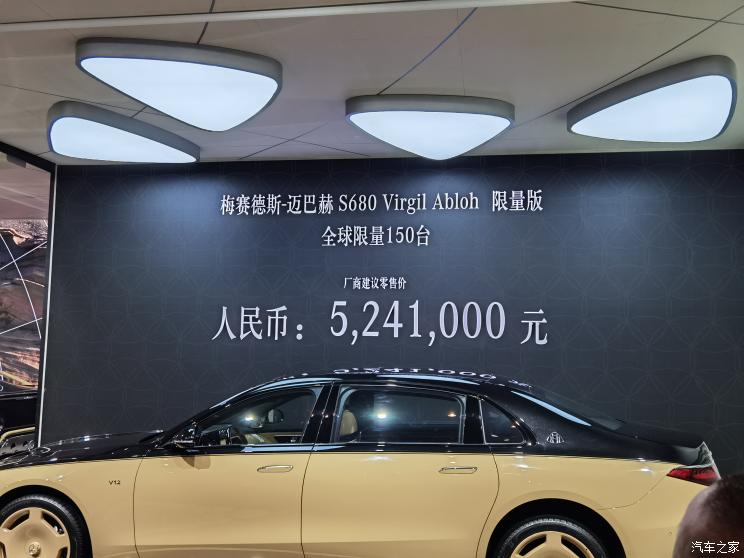 梅赛德斯-迈巴赫 S680 Virgil Abloh 限量版
全球限量150台
厂商建议零售价
人民币：5,241,000 元
V12
汽车之家